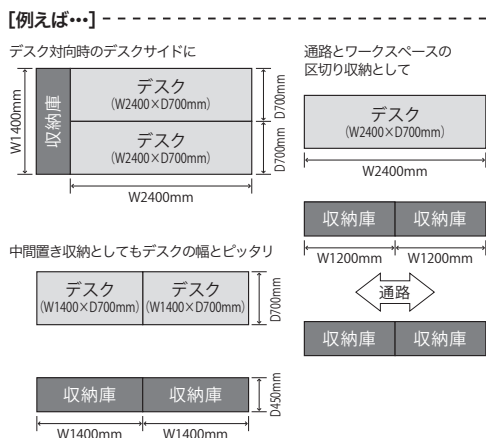 [例えば•••]
デスク対向時のデスクサイドに
W1400mm
収納庫
デスク
(W2400×D700mm)
デスク
(W2400×D700mm)
D700mm
D700mm
W2400mm
中間置き収納としてもデスクの幅とピッタリ
デスク
(W1400×D700mm)
デスク
(W1400×D700mm)
D700mm
収納庫
収納庫
D450mm
W1400mm
W1400mm
通路とワークスペースの
区切り収納として
デスク
(W2400×D700mm)
W2400mm
収納庫
収納庫
W1200mm
W1200mm
通路
収納庫
収納庫